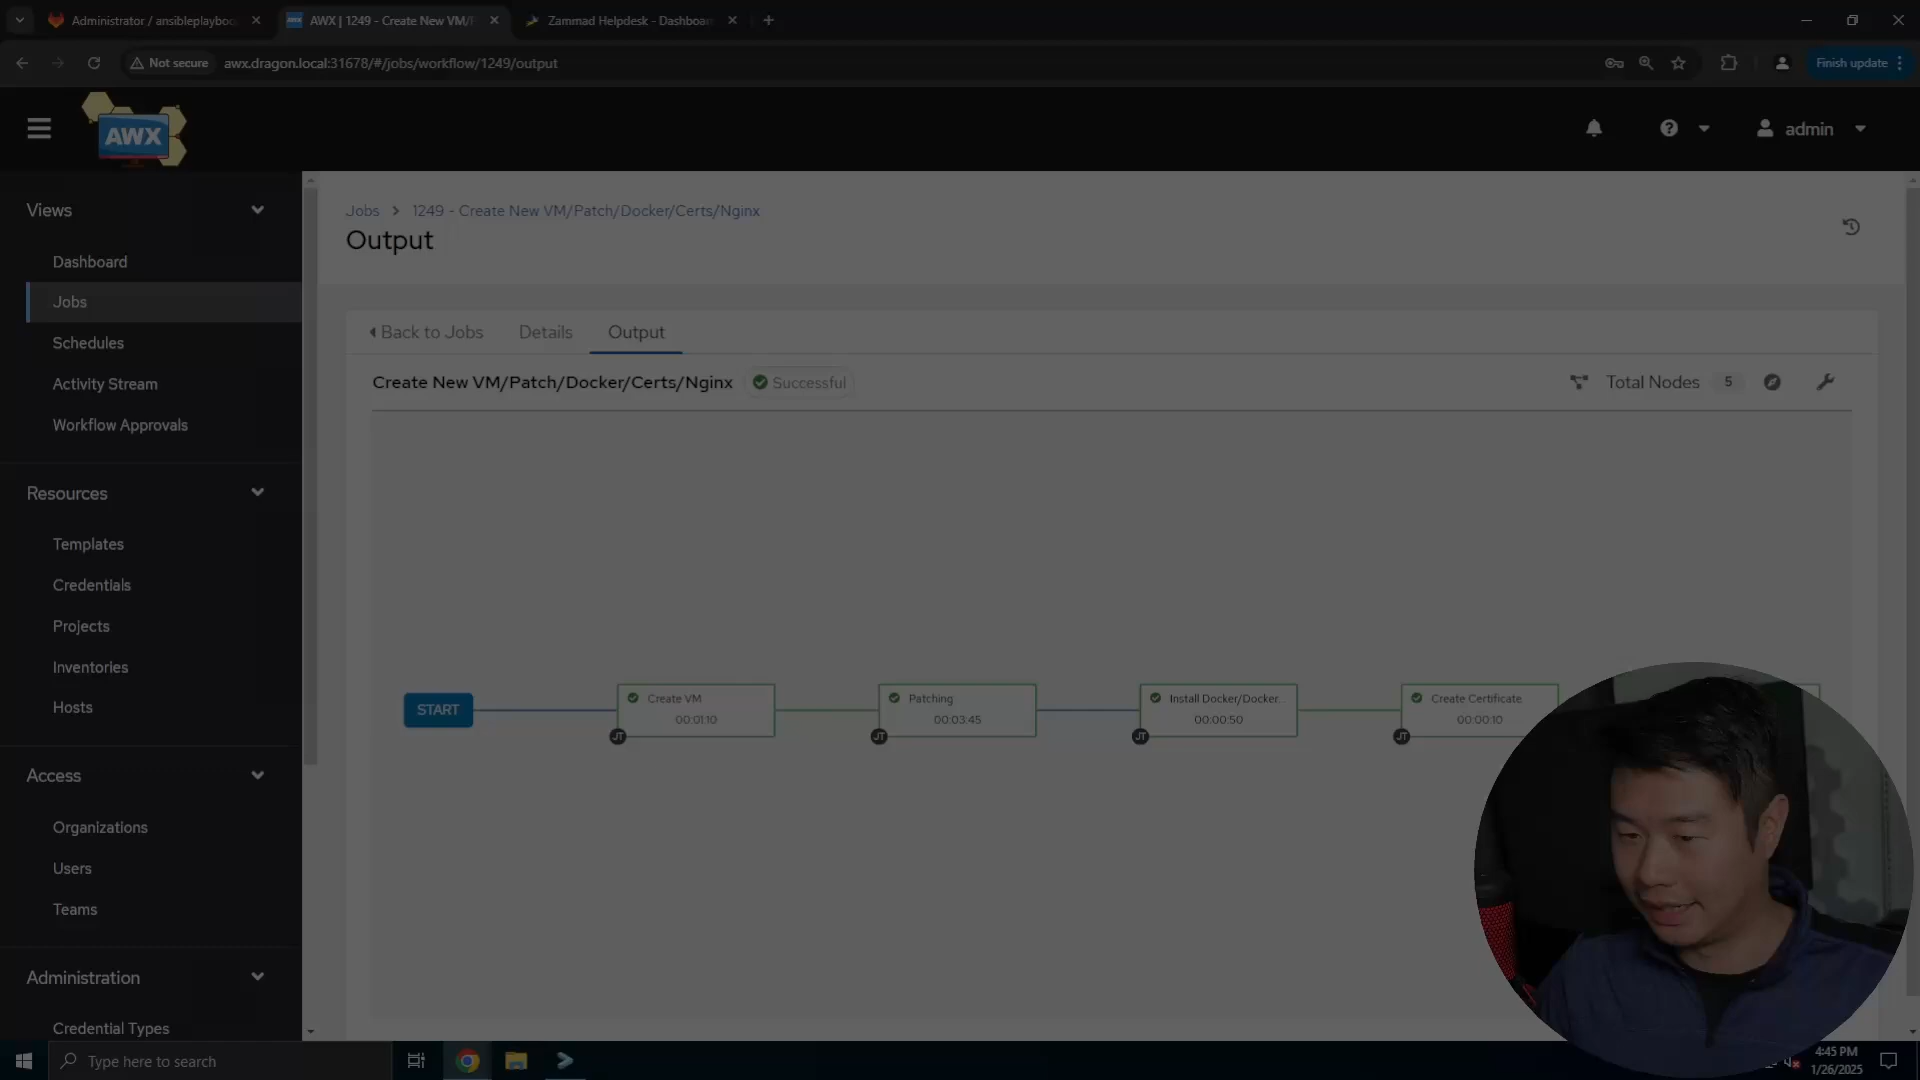 Administrator / ansibleplaybo
AWX | 1249 - Create New VM/
Zammad Helpdesk - Dashboar
Not secure
awx.dragon.local:31678/#/jobs/workflow/1249/output
Finish update
AWX
admin
Views
Dashboard
Jobs
Schedules
Activity Stream
Workflow Approvals
Resources
Templates
Credentials
Projects
Inventories
Hosts
Access
Organizations
Users
Teams
Administration
Credential Types
Jobs > 1249 - Create New VM/Patch/Docker/Certs/Nginx
Output
Back to Jobs
Details
Output
Create New VM/Patch/Docker/Certs/Nginx
Successful
Total Nodes 5
START
Create VM
00:01:10
JT
Patching
00:03:45
JT
Install Docker/Docker...
00:00:50
JT
Create Certificate
00:00:10
JT
Type here to search
4:45 PM
1/26/2025